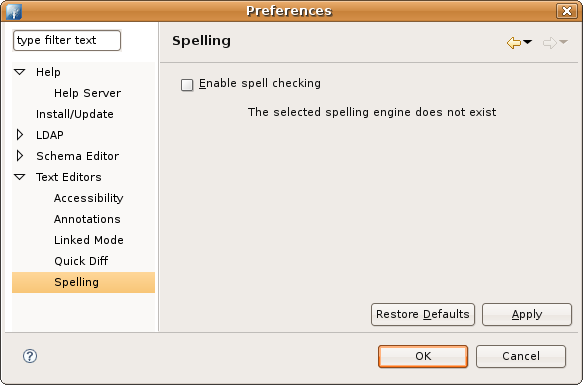 Preferences
type filter text
Spelling
Help
Help Server
Install/Update
LDAP
Schema Editor
Text Editors
Accessibility
Annotations
Linked Mode
Quick Diff
Spelling
Enable spell checking
The selected spelling engine does not exist
Restore Defaults
Apply
?
OK
Cancel